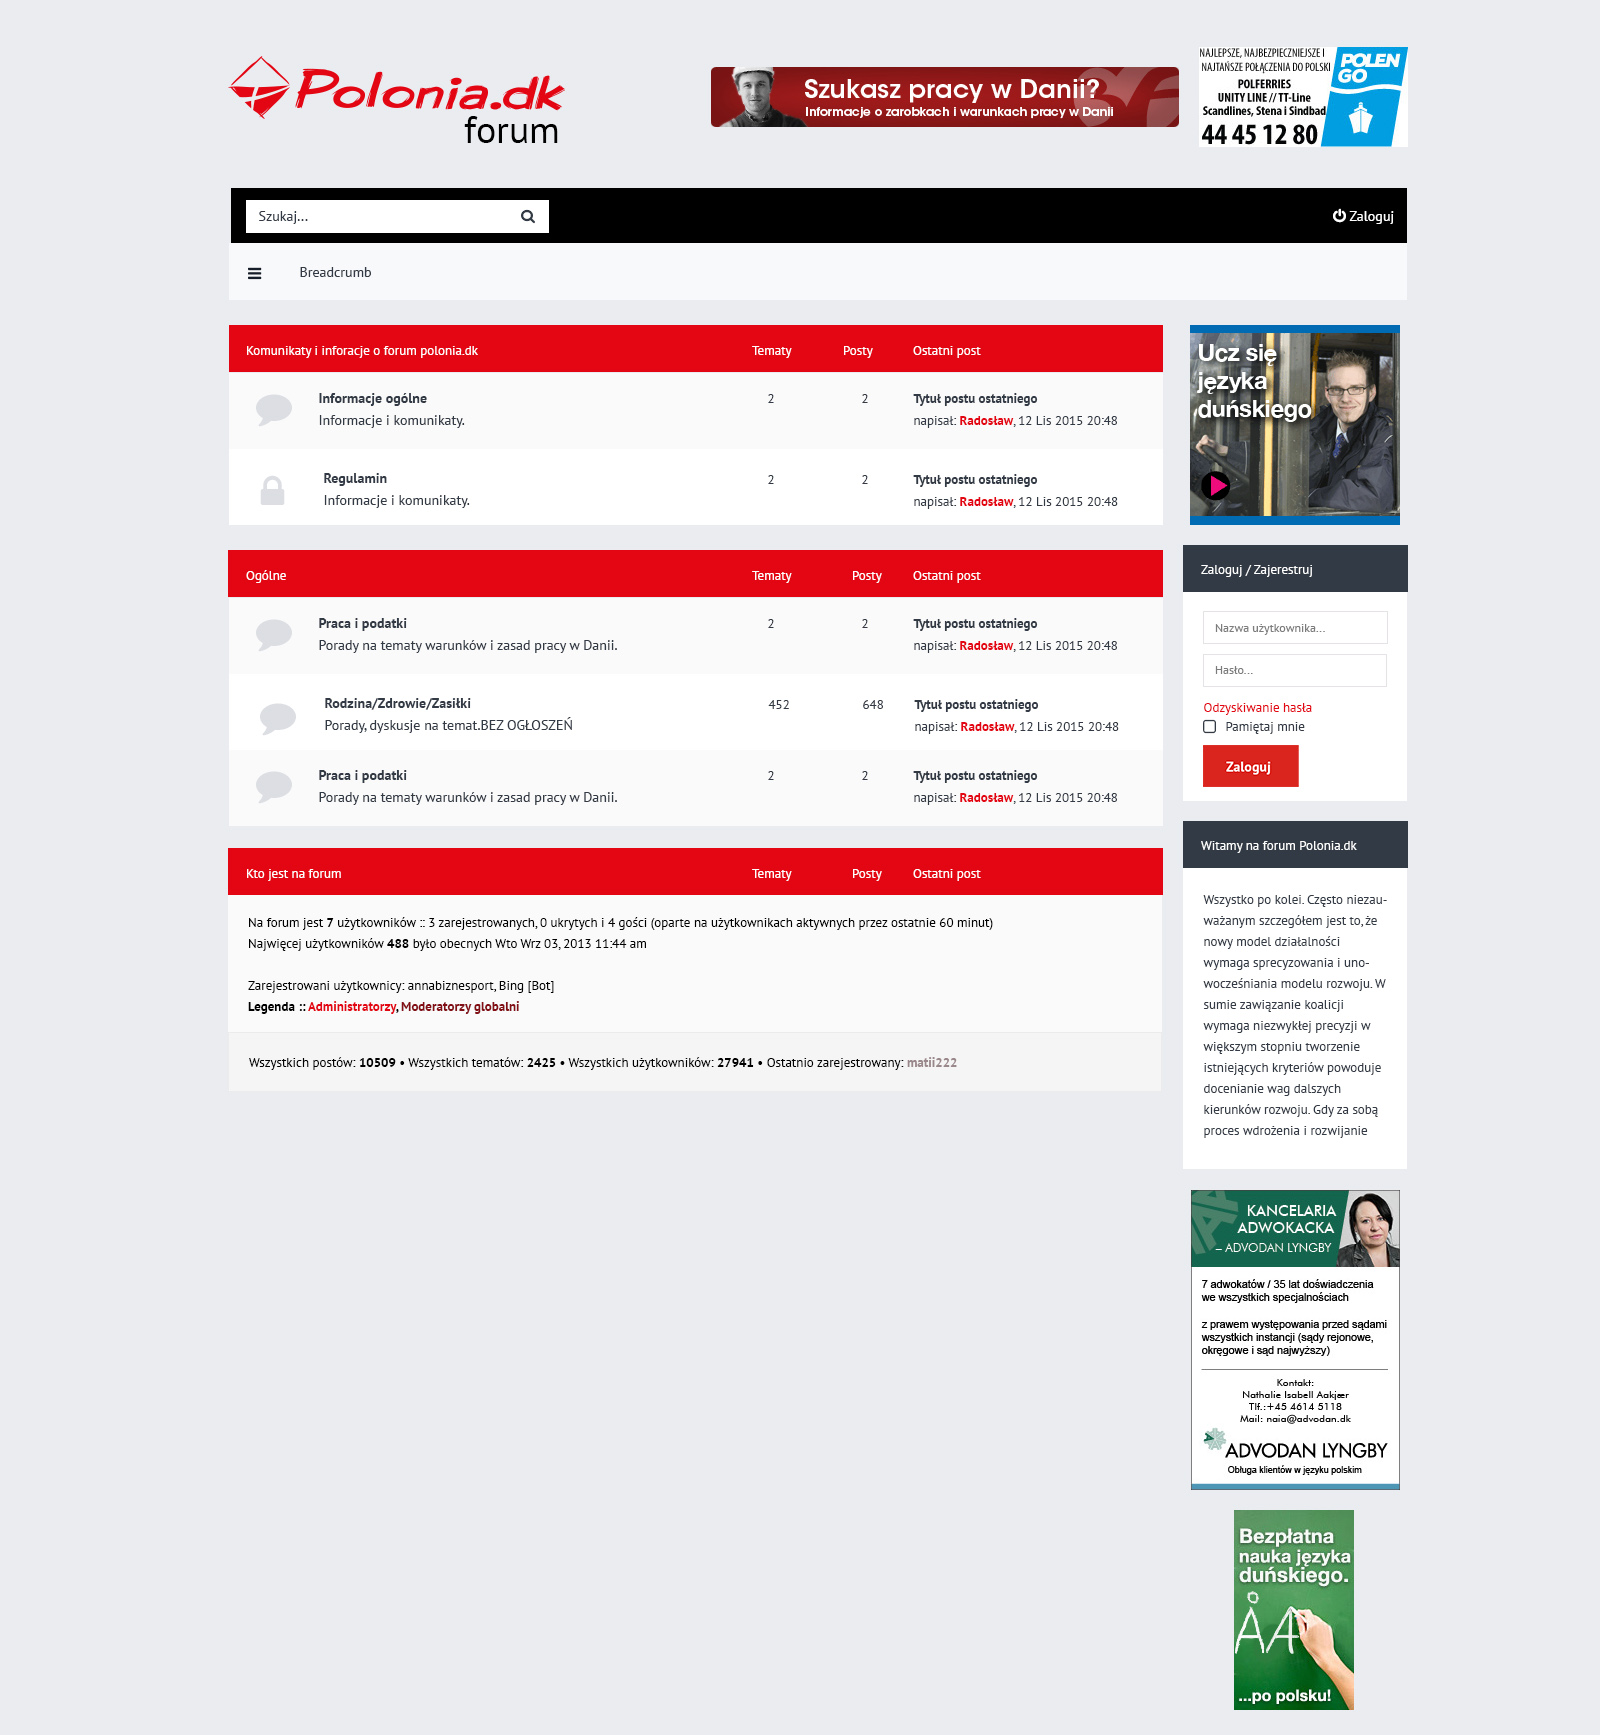 Polonia.dk
forum
Szukasz pracy w Danii?
Informacje o zarobkach i warunkach pracy w Danii
NAJLEPSZE, NAJBEZPIECZNIEJSZE I
NAJTAŃSZE POŁĄCZENIA DO POLSKI
POLFERRIES
UNITY LINE // TT-Line
Scandlines, Stena i Sindbad
44 45 12 80
POLEN
GO
Szukaj...
Zaloguj
Breadcrumb
Komunikaty i inforacje o forum polonia.dk Tematy Posty Ostatni post
Informacje ogólne 2 2 Tytuł postu ostatniego
Informacje i komunikaty. napisał: Radosław, 12 Lis 2015 20:48
Regulamin 2 2 Tytuł postu ostatniego
Informacje i komunikaty. napisał: Radosław, 12 Lis 2015 20:48
Ogólne Tematy Posty Ostatni post
Praca i podatki 2 2 Tytuł postu ostatniego
Porady na tematy warunków i zasad pracy w Danii. napisał: Radosław, 12 Lis 2015 20:48
Rodzina/Zdrowie/Zasiłki 452 648 Tytuł postu ostatniego
Porady, dyskusje na temat.BEZ OGŁOSZEŃ napisał: Radosław, 12 Lis 2015 20:48
Praca i podatki 2 2 Tytuł postu ostatniego
Porady na tematy warunków i zasad pracy w Danii. napisał: Radosław, 12 Lis 2015 20:48
Kto jest na forum Tematy Posty Ostatni post
Na forum jest 7 użytkowników :: 3 zarejestrowanych, 0 ukrytych i 4 gości (oparte na użytkownikach aktywnych przez ostatnie 60 minut)
Najwięcej użytkowników 488 było obecnych Wto Wrz 03, 2013 11:44 am
Zarejestrowani użytkownicy: annabiznesport, Bing [Bot]
Legenda :: Administratorzy, Moderatorzy globalni
Wszystkich postów: 10509 • Wszystkich tematów: 2425 • Wszystkich użytkowników: 27941 • Ostatnio zarejestrowany: matii222
Ucz się
języka
duńskiego
Zaloguj / Zajerestruj
Nazwa użytkownika...
Hasło...
Odzyskiwanie hasła
Pamiętaj mnie
Zaloguj
Witamy na forum Polonia.dk
Wszystko po kolei. Często niezau-
ważanym szczegółem jest to, że
nowy model działalności
wymaga sprecyzowania i uno-
wocześniania modelu rozwoju. W
sumie zawiązanie koalicji
wymaga niezwykłej precyzji w
większym stopniu tworzenie
istniejących kryteriów powoduje
docenianie wag dalszych
kierunków rozwoju. Gdy za sobą
proces wdrożenia i rozwijanie
KANCELARIA
ADWOKACKA
– ADVODAN LYNGBY
7 adwokatów / 35 lat doświadczenia
we wszystkich specjalnościach
z prawem występowania przed sądami
wszystkich instancji (sądy rejonowe,
okręgowe i sąd najwyższy)
Kontakt:
Nathalie Isabell Aakjær
Tlf.:+45 4614 5118
Mail: naia@advodan.dk
ADVODAN LYNGBY
Obługa klientów w języku polskim
Bezpłatna
nauka języka
duńskiego.
ÅA
...po polsku!